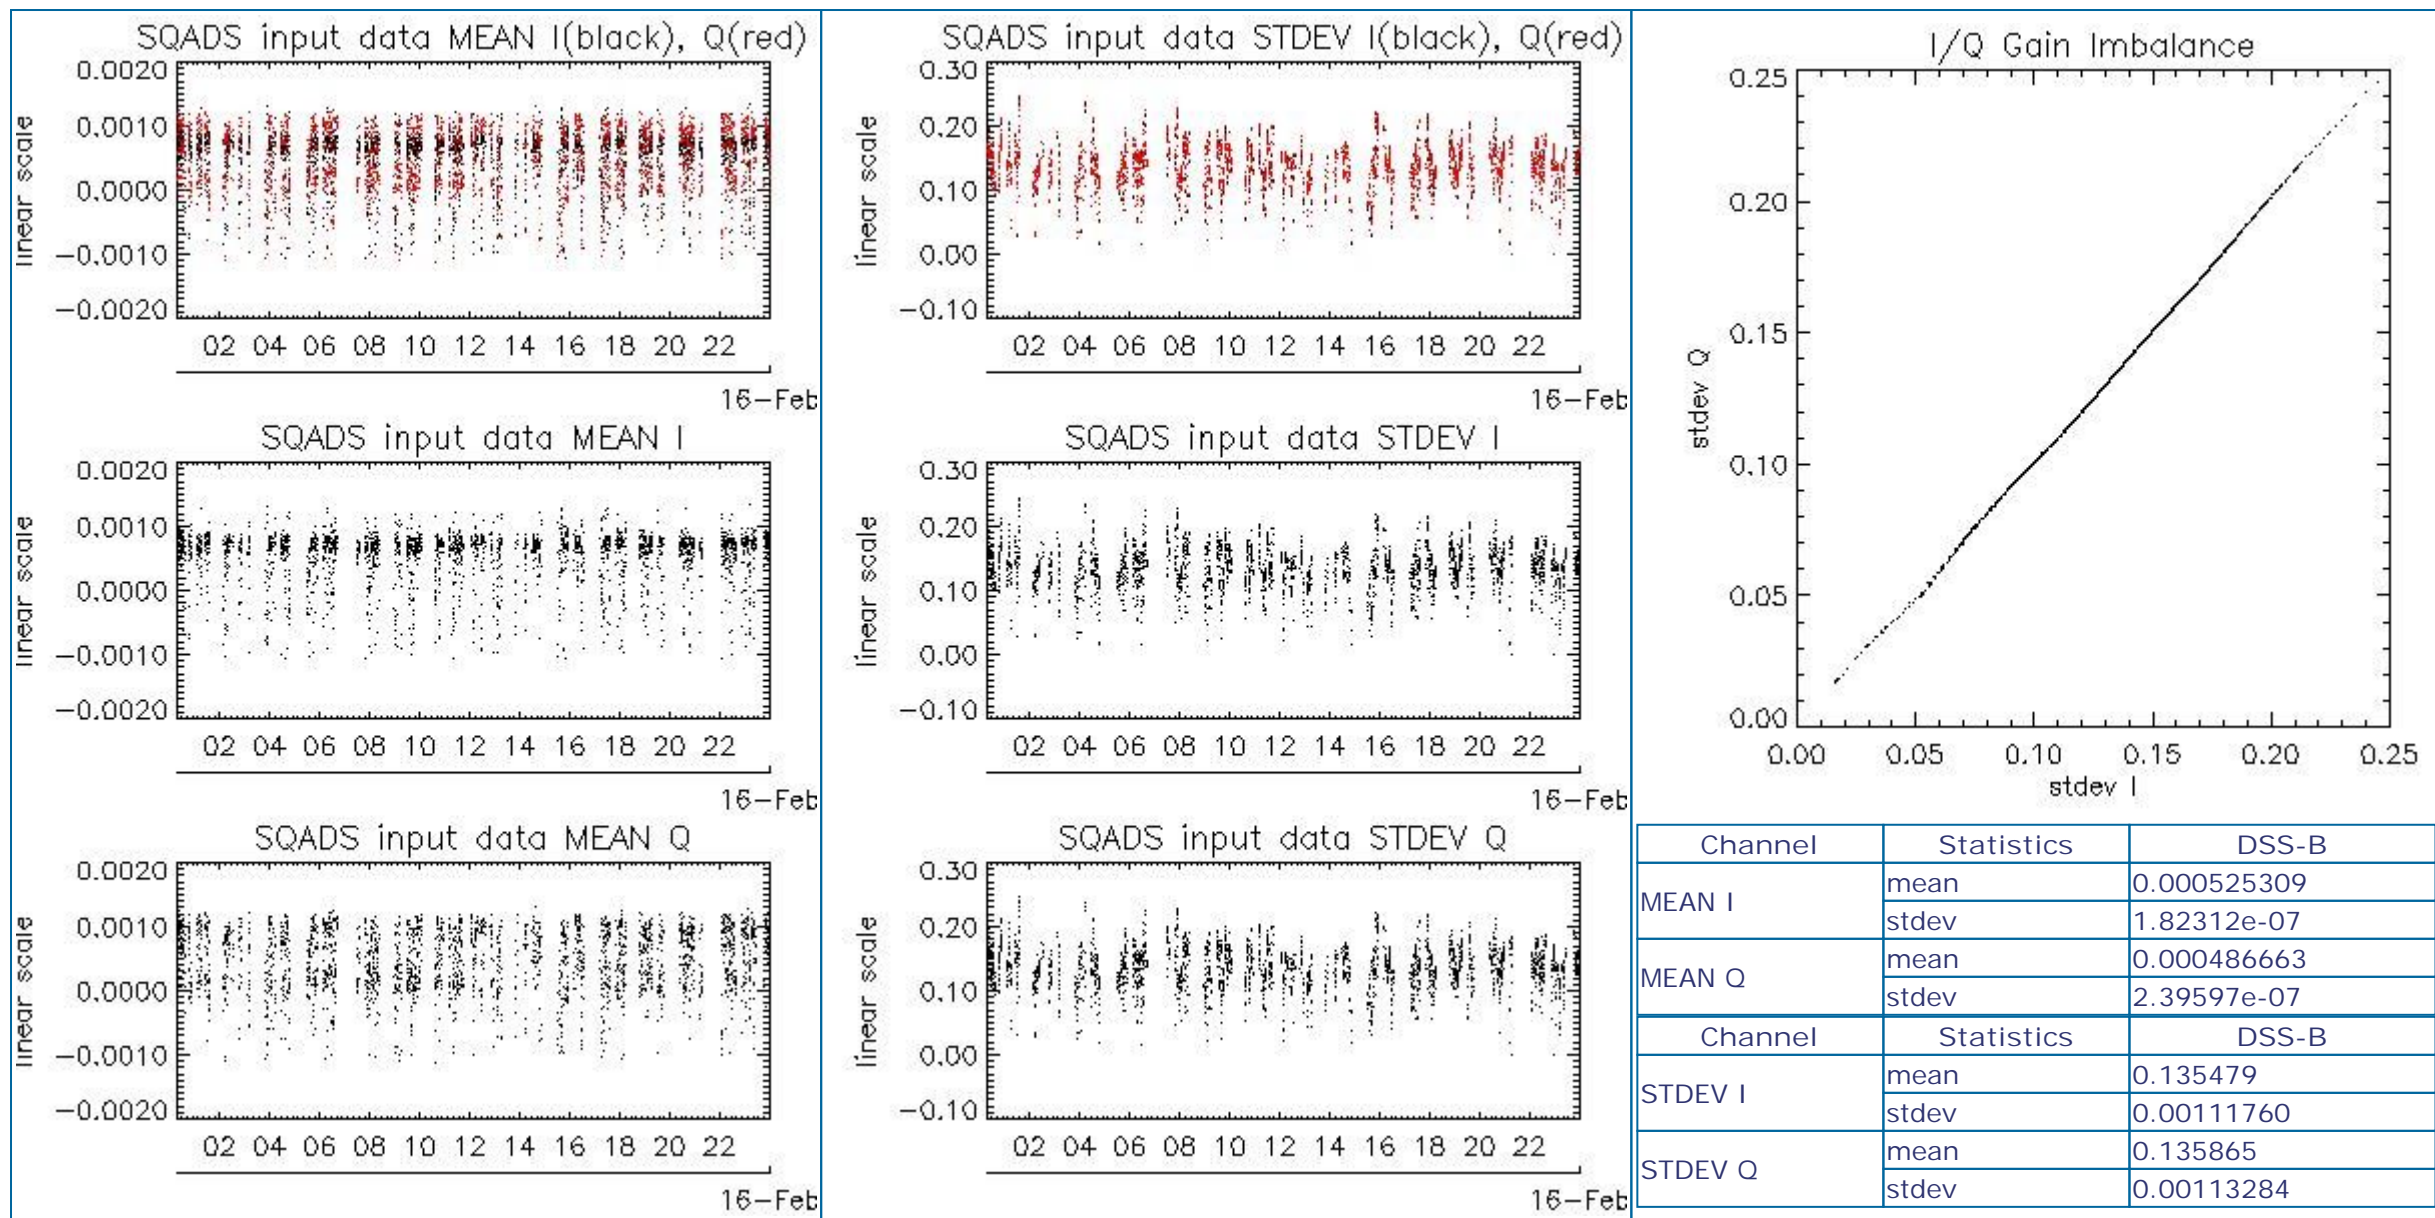 SQADS input data MEAN I(black), Q(red)
linear scale
0.0020
0.0010
0.0000
-0.0010
-0.0020
02 04 06 08 10 12 14 16 18 20 22
16-Feb
SQADS input data MEAN I
linear scale
0.0020
0.0010
0.0000
-0.0010
-0.0020
02 04 06 08 10 12 14 16 18 20 22
16-Feb
SQADS input data MEAN Q
linear scale
0.0020
0.0010
0.0000
-0.0010
-0.0020
02 04 06 08 10 12 14 16 18 20 22
16-Feb
SQADS input data STDEV I(black), Q(red)
linear scale
0.30
0.20
0.10
0.00
-0.10
02 04 06 08 10 12 14 16 18 20 22
16-Feb
SQADS input data STDEV I
linear scale
0.30
0.20
0.10
0.00
-0.10
02 04 06 08 10 12 14 16 18 20 22
16-Feb
SQADS input data STDEV Q
linear scale
0.30
0.20
0.10
0.00
-0.10
02 04 06 08 10 12 14 16 18 20 22
16-Feb
I/Q Gain Imbalance
stdev Q
0.25
0.20
0.15
0.10
0.05
0.00
0.00 0.05 0.10 0.15 0.20 0.25
stdev I
Channel Statistics DSS-B
MEAN I
mean 0.000525309
stdev 1.82312e-07
MEAN Q
mean 0.000486663
stdev 2.39597e-07
Channel Statistics DSS-B
STDEV I
mean 0.135479
stdev 0.00111760
STDEV Q
mean 0.135865
stdev 0.00113284